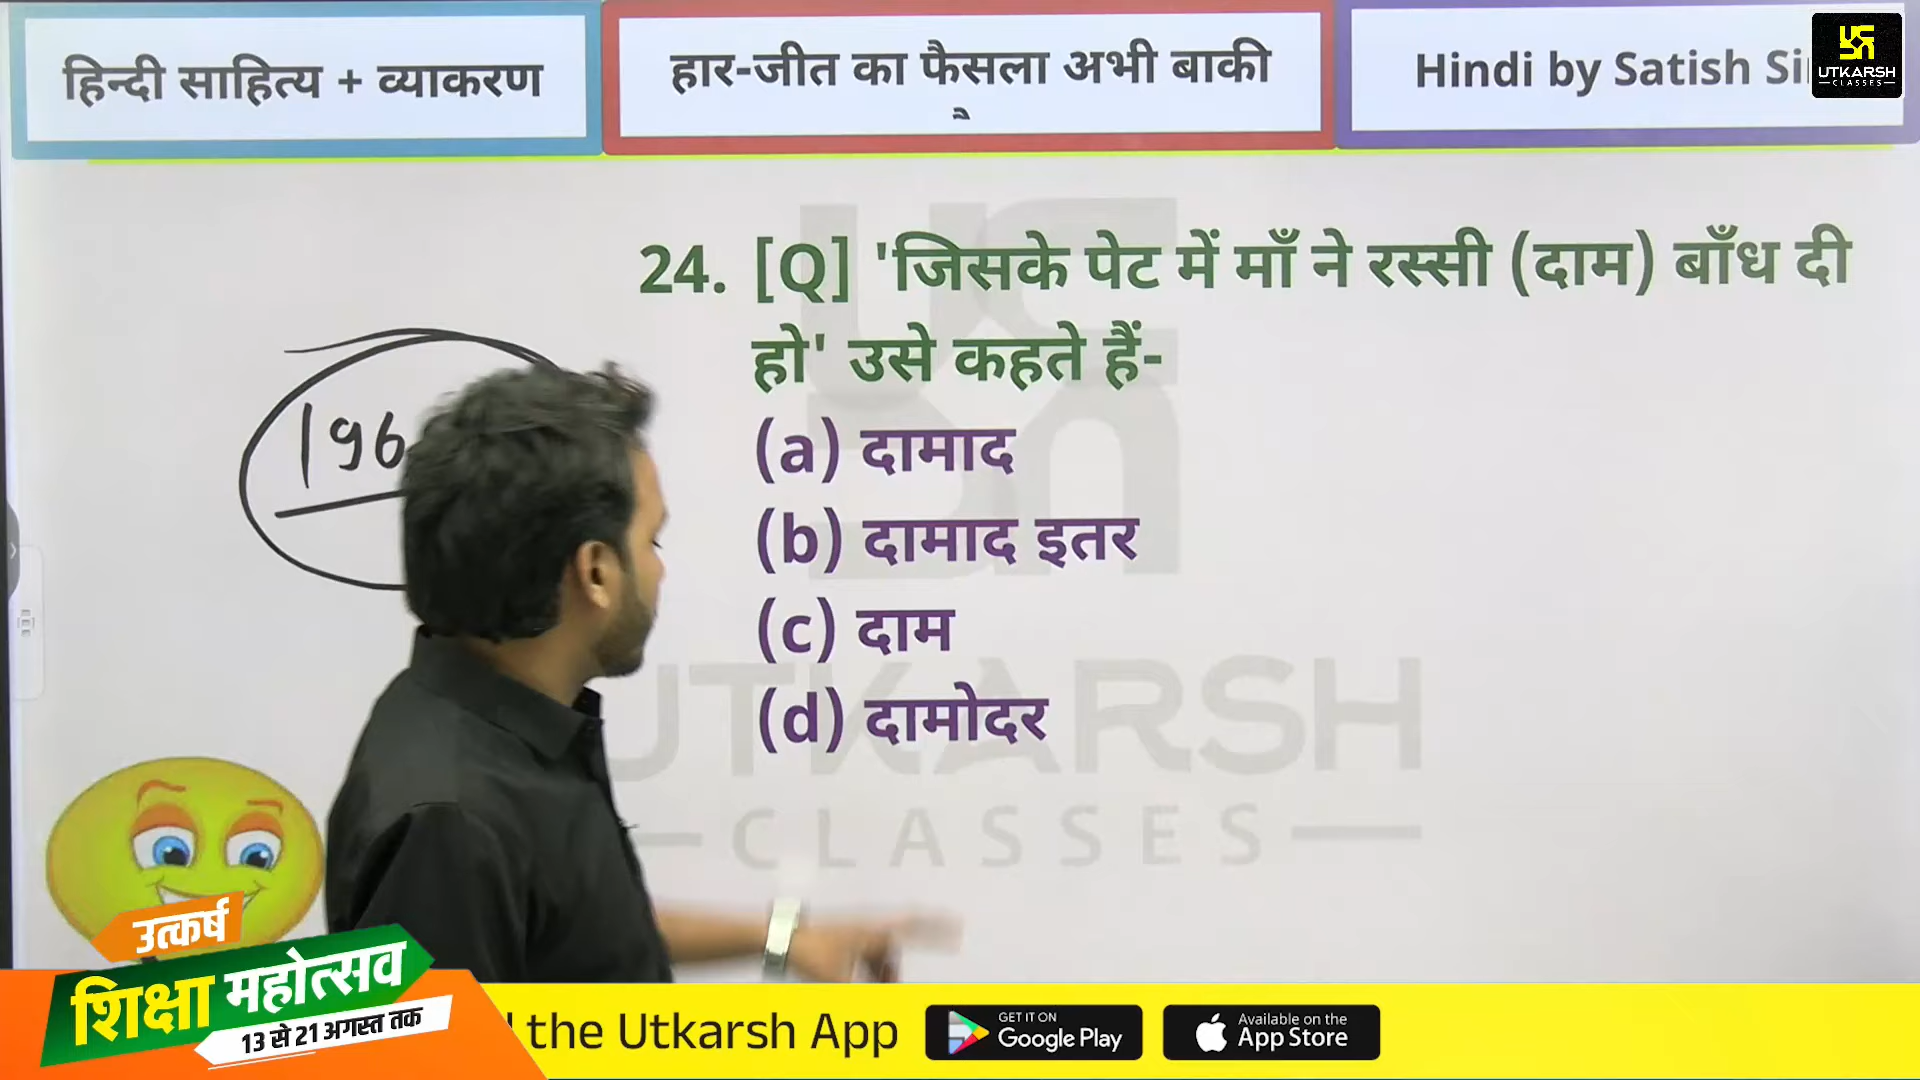 हिन्दी साहित्य + व्याकरण
हार-जीत का फैसला अभी बाकी
Hindi by Satish
UTKARSH
CLASSES
24. [Q] 'जिसके पेट में माँ ने रस्सी (दाम) बाँध दी
हो' उसे कहते हैं-
196
(a) दामाद
(b) दामाद इतर
(c) दाम
(d) दामोदर
UTKARSH
CLASSES
उत्कर्ष
शिक्षा महोत्सव
13 से 21 अगस्त तक
the Utkarsh App
GET IT ON
Google Play
Available on the
App Store